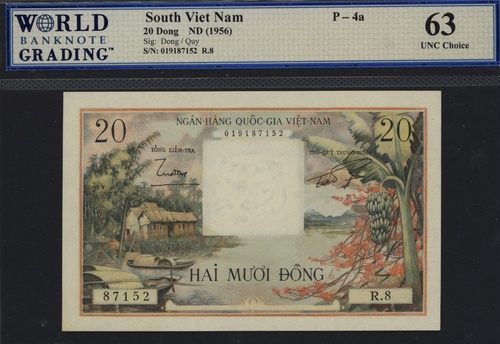 WORLD
BANKNOTE
GRADING™
South Viet Nam
P – 4a
20 Dong ND (1956)
Sig: Dong / Quy
S/N: 019187152 R.8
63
UNC Choice
NGÂN-HÀNG QUỐC-GIA VIỆT-NAM
019187152
20
20
TỔNG KIỂM-TRA
HAI MƯƠI ĐỒNG
87152
R.8